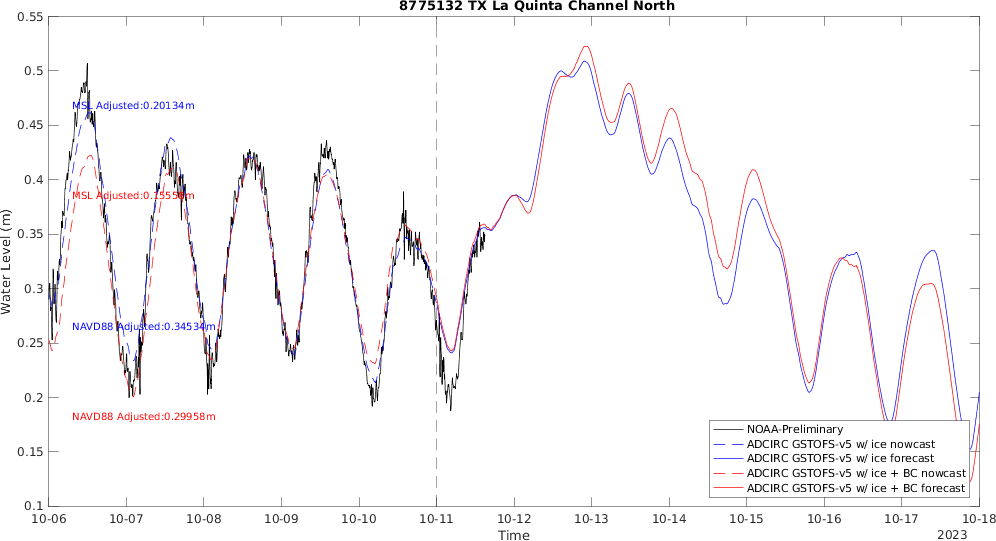 8775132 TX La Quinta Channel North
0.55
0.5
0.45
0.4
0.35
0.3
0.25
0.2
0.15
0.1
Water Level (m)
MSL Adjusted:0.20134m
MSL Adjusted:0.15558m
NAVD88 Adjusted:0.34534m
NAVD88 Adjusted:0.29958m
NOAA-Preliminary
ADCIRC GSTOFS-v5 w/ ice nowcast
ADCIRC GSTOFS-v5 w/ ice forecast
ADCIRC GSTOFS-v5 w/ ice + BC nowcast
ADCIRC GSTOFS-v5 w/ ice + BC forecast
10-06 10-07 10-08 10-09 10-10 10-11 10-12 10-13 10-14 10-15 10-16 10-17 10-18
Time
2023